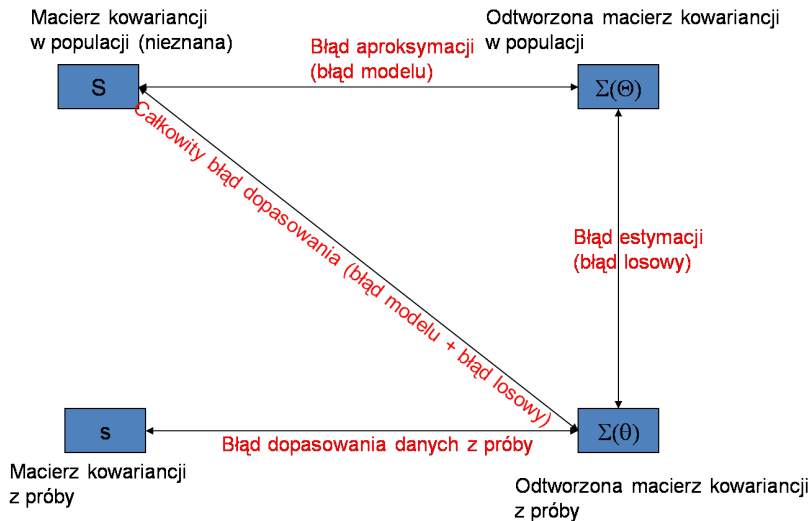 Macierz kowariancji
w populacji (nieznana)
Odtworzona macierz kowariancji
w populacji
Błąd aproksymacji
(błąd modelu)
S
Σ(Θ)
Całkowity błąd dopasowania (błąd modelu + błąd losowy)
Błąd estymacji
(błąd losowy)
s
Σ(θ)
Błąd dopasowania danych z próby
Macierz kowariancji
z próby
Odtworzona macierz kowariancji
z próby